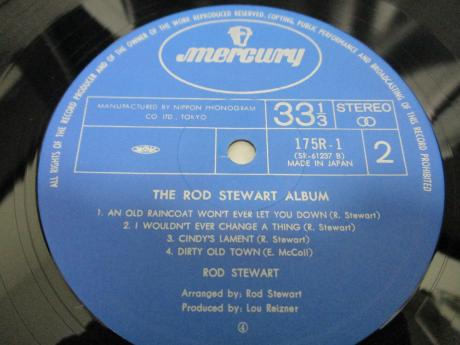 ALL RIGHTS OF THE RECORD PRODUCER AND OF THE OWNER OF THE WORK REPRODUCED RESERVED. COPYING, PUBLIC PERFORMANCE AND BROADCASTING OF THIS RECORD PROHIBITED
mercury
MANUFACTURED BY NIPPON PHONOGRAM
CO LTD., TOKYO
33 1/3
STEREO
175R-1
(SR-61237 B)
MADE IN JAPAN
2
THE ROD STEWART ALBUM
1. AN OLD RAINCOAT WON'T EVER LET YOU DOWN (R. Stewart)
2. I WOULDN'T EVER CHANGE A THING (R. Stewart)
3. CINDY'S LAMENT (R. Stewart)
4. DIRTY OLD TOWN (E. McColl)
ROD STEWART
Arranged by: Rod Stewart
Produced by: Lou Reizner
④